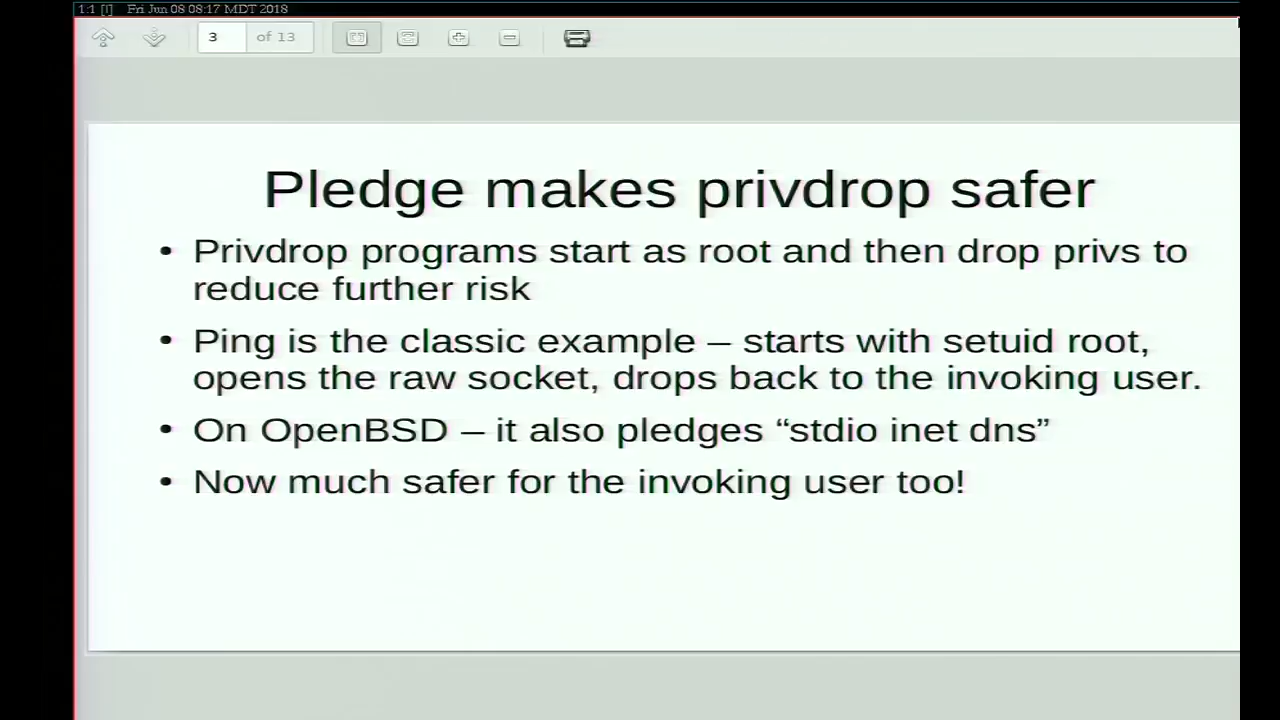 1:1 [I] Fri Jun 08 08:17 MDT 2018
3 of 13
Pledge makes privdrop safer
• Privdrop programs start as root and then drop privs to
reduce further risk
• Ping is the classic example – starts with setuid root,
opens the raw socket, drops back to the invoking user.
• On OpenBSD – it also pledges “stdio inet dns”
• Now much safer for the invoking user too!